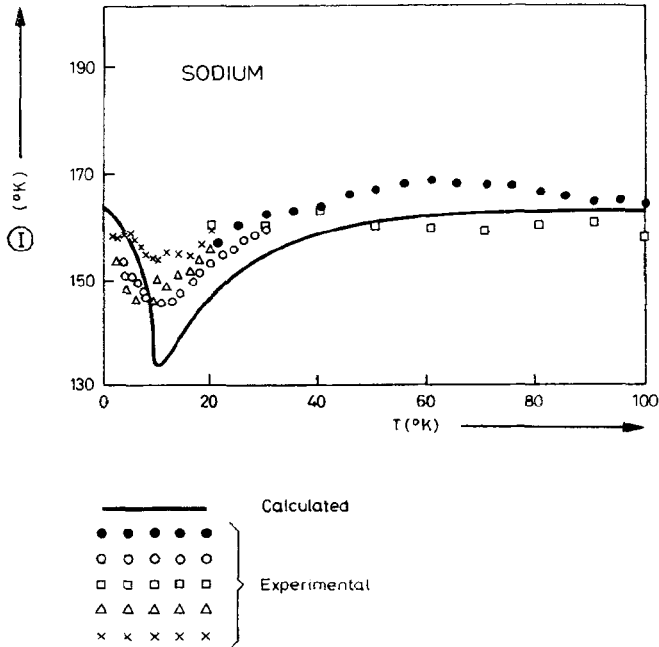 190
SODIUM
170
(°K)
Ⓘ
150
130
0
20
40
60
80
100
T(°K)
Calculated
Experimental